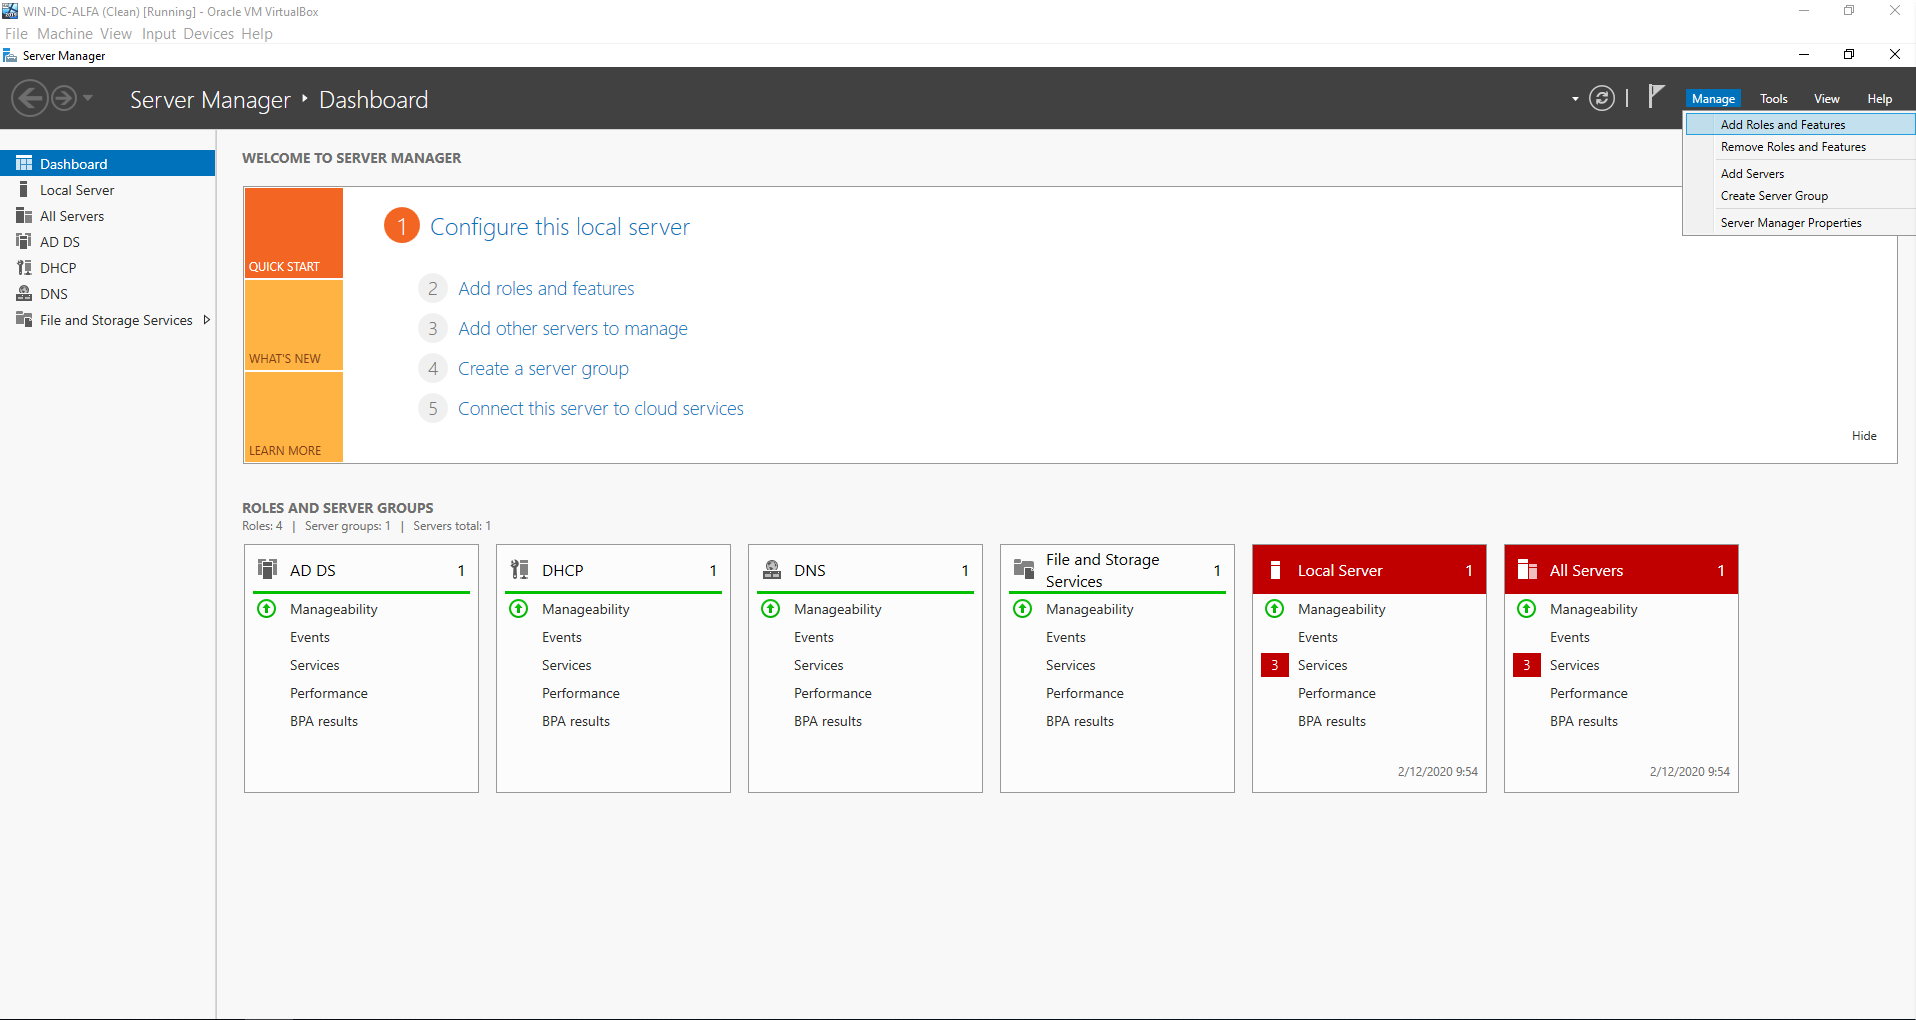 WIN-DC-ALFA (Clean) [Running] - Oracle VM VirtualBox
File Machine View Input Devices Help
Server Manager
Server Manager ‣ Dashboard
Manage Tools View Help
Add Roles and Features
Remove Roles and Features
Add Servers
Create Server Group
Server Manager Properties
Dashboard
Local Server
All Servers
AD DS
DHCP
DNS
File and Storage Services
WELCOME TO SERVER MANAGER
QUICK START
WHAT'S NEW
LEARN MORE
1 Configure this local server
2 Add roles and features
3 Add other servers to manage
4 Create a server group
5 Connect this server to cloud services
Hide
ROLES AND SERVER GROUPS
Roles: 4 | Server groups: 1 | Servers total: 1
AD DS 1
Manageability
Events
Services
Performance
BPA results
DHCP 1
Manageability
Events
Services
Performance
BPA results
DNS 1
Manageability
Events
Services
Performance
BPA results
File and Storage
Services 1
Manageability
Events
Services
Performance
BPA results
Local Server 1
Manageability
Events
3 Services
Performance
BPA results
2/12/2020 9:54
All Servers 1
Manageability
Events
3 Services
Performance
BPA results
2/12/2020 9:54